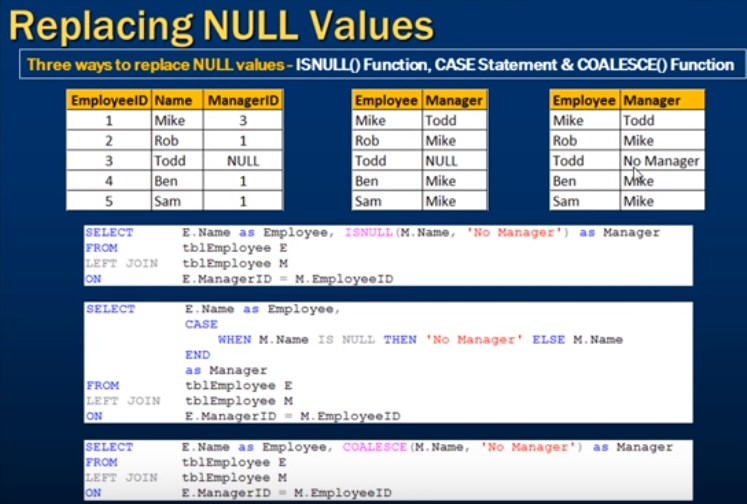 Replacing NULL Values
Three ways to replace NULL values - ISNULL() Function, CASE Statement & COALESCE() Function
EmployeeID Name ManagerID
1 Mike 3
2 Rob 1
3 Todd NULL
4 Ben 1
5 Sam 1
Employee Manager
Mike Todd
Rob Mike
Todd NULL
Ben Mike
Sam Mike
Employee Manager
Mike Todd
Rob Mike
Todd No Manager
Ben Mike
Sam Mike
SELECT E.Name as Employee, ISNULL(M.Name, 'No Manager') as Manager
FROM tblEmployee E
LEFT JOIN tblEmployee M
ON E.ManagerID = M.EmployeeID
SELECT E.Name as Employee,
CASE
WHEN M.Name IS NULL THEN 'No Manager' ELSE M.Name
END
as Manager
FROM tblEmployee E
LEFT JOIN tblEmployee M
ON E.ManagerID = M.EmployeeID
SELECT E.Name as Employee, COALESCE(M.Name, 'No Manager') as Manager
FROM tblEmployee E
LEFT JOIN tblEmployee M
ON E.ManagerID = M.EmployeeID